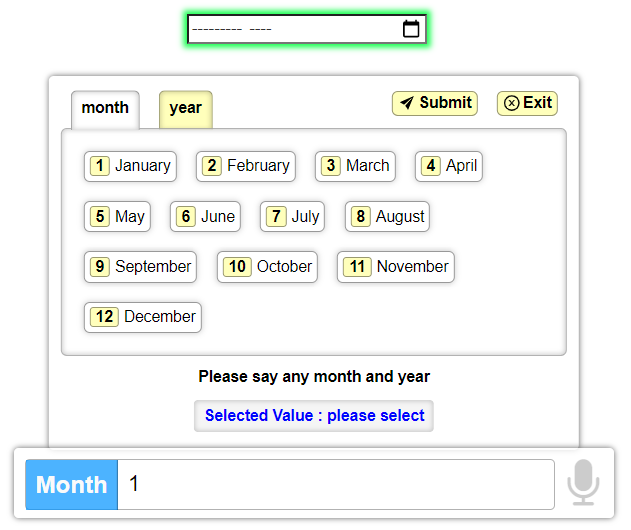 --------- ----
month year Submit Exit
1 January 2 February 3 March 4 April
5 May 6 June 7 July 8 August
9 September 10 October 11 November
12 December
Please say any month and year
Selected Value : please select
Month 1